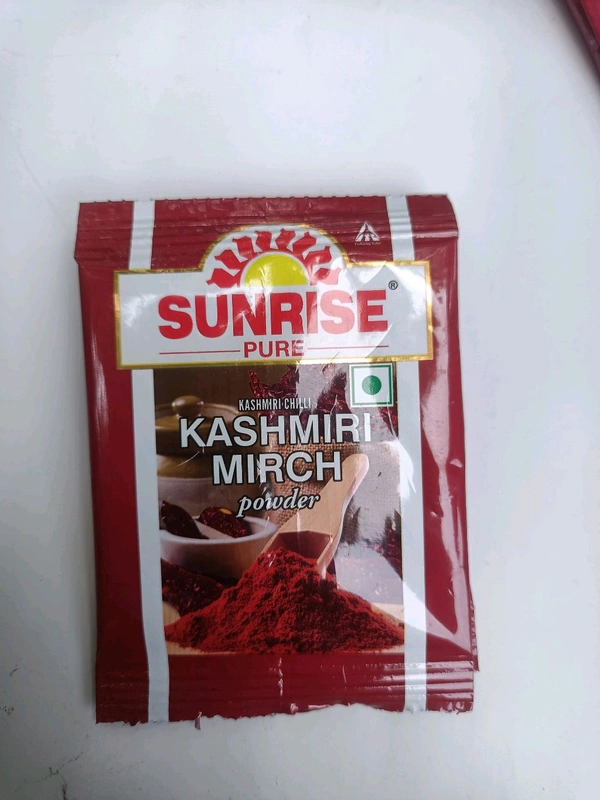 SUNRISE®
PURE
KASHMIRI CHILLI
KASHMIRI
MIRCH
powder